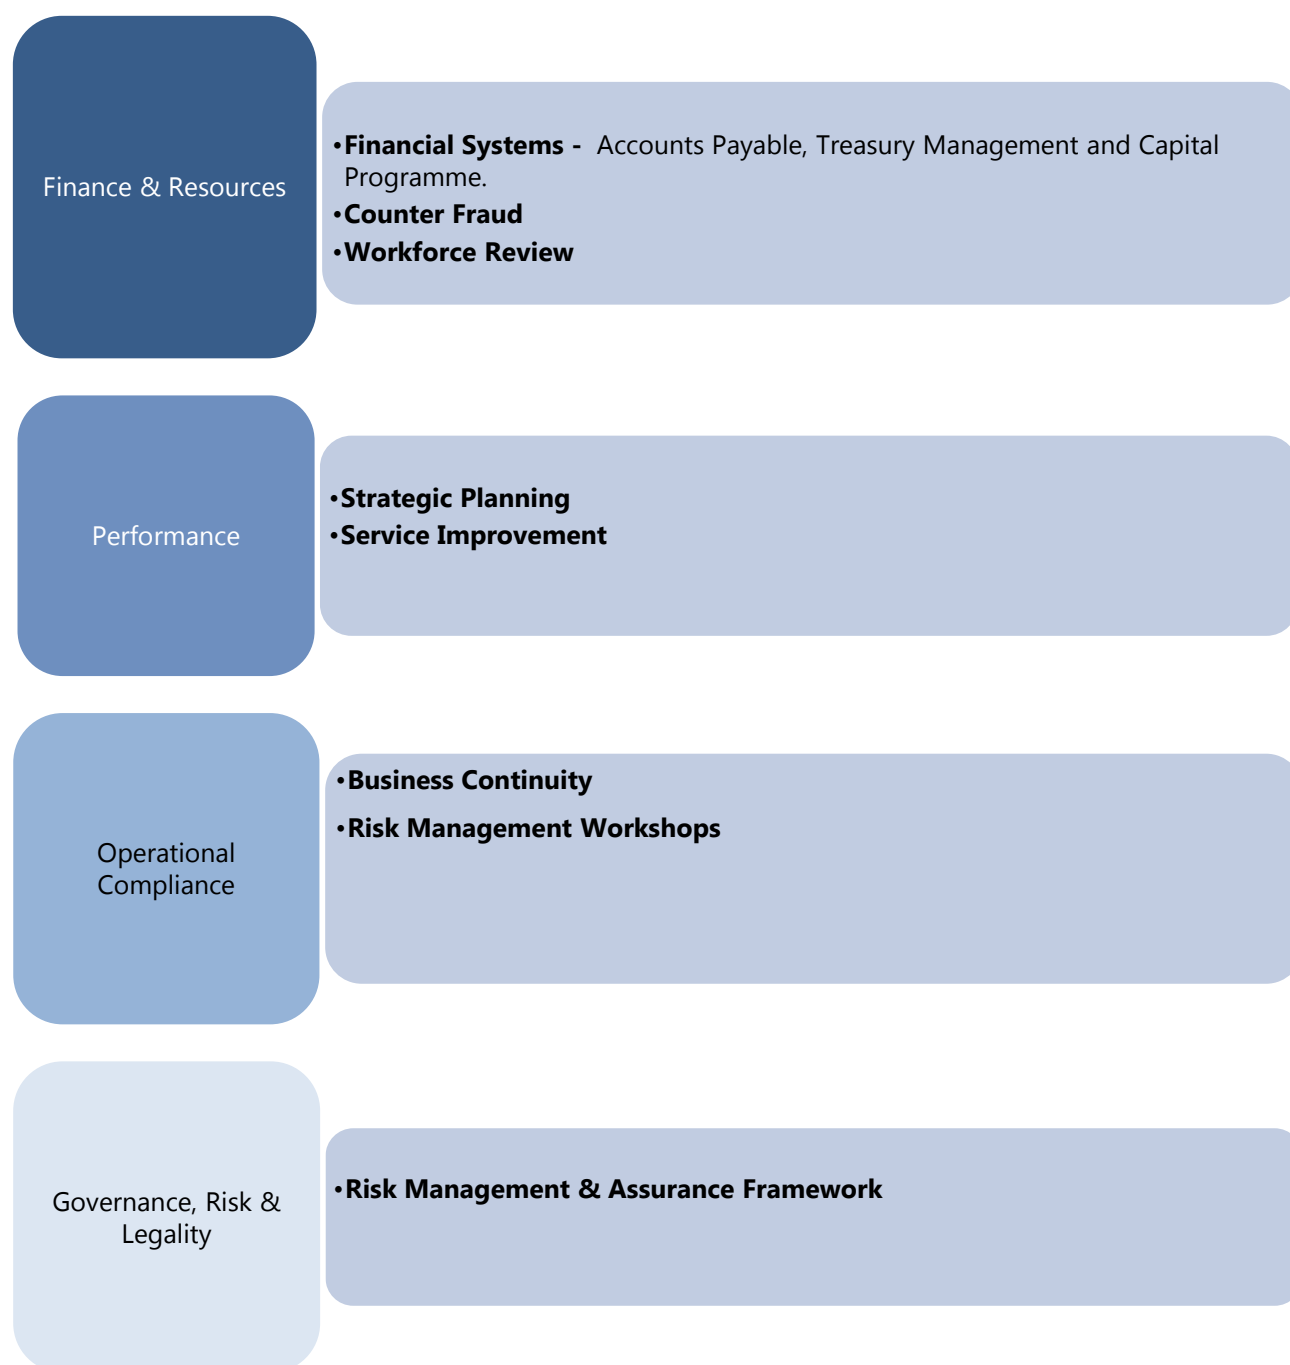 Finance & Resources
•Financial Systems -  Accounts Payable, Treasury Management and Capital
Programme.
•Counter Fraud
•Workforce Review
Performance
•Strategic Planning
•Service Improvement
Operational
Compliance
•Business Continuity
•Risk Management Workshops
Governance, Risk &
Legality
•Risk Management & Assurance Framework